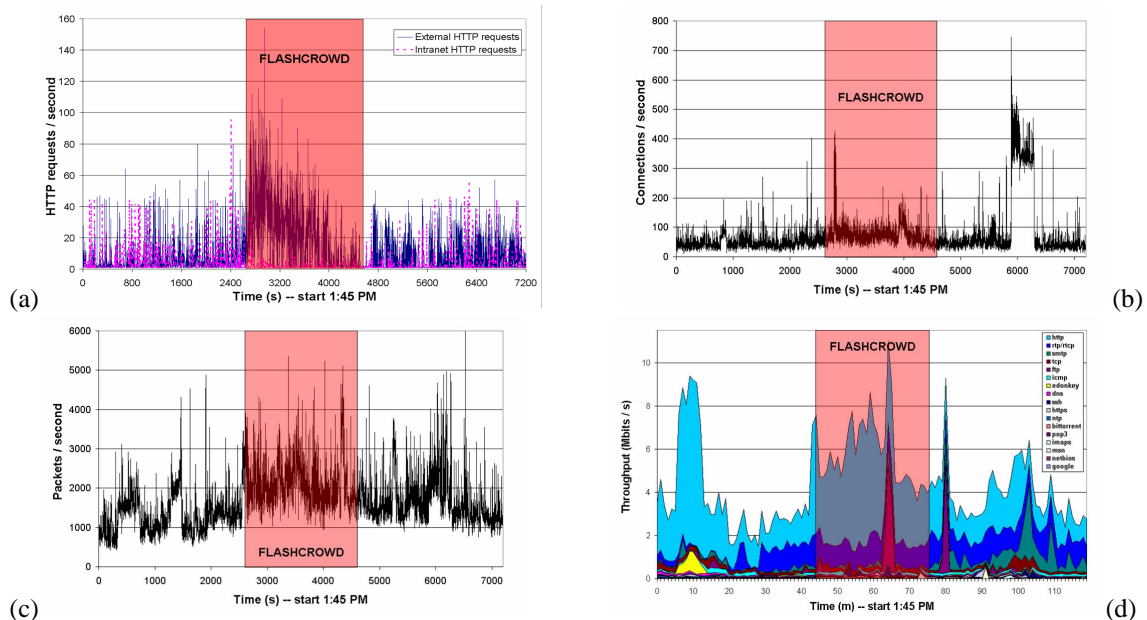 160
140
120
100
80
60
40
20
0
HTTP requests / second
External HTTP requests
Intranet HTTP requests
FLASHCROWD
0 800 1600 2400 3200 4000 4800 5600 6400 7200
Time (s) -- start 1:45 PM
(a)
800
700
600
500
400
300
200
100
0
Connections / second
FLASHCROWD
0 1000 2000 3000 4000 5000 6000 7000
Time (s) -- start 1:45 PM
(b)
6000
5000
4000
3000
2000
1000
0
Packets / second
FLASHCROWD
0 1000 2000 3000 4000 5000 6000 7000
Time (s) -- start 1:45 PM
(c)
10
8
6
4
2
0
Throughput (Mbits / s)
FLASHCROWD
http
rtp/rtcp
smtp
tcp
ftp
icmp
edonkey
dns
ssh
https
ntp
bittorrent
pop3
imaps
msn
netbios
google
0 10 20 30 40 50 60 70 80 90 100 110
Time (m) -- start 1:45 PM
(d)